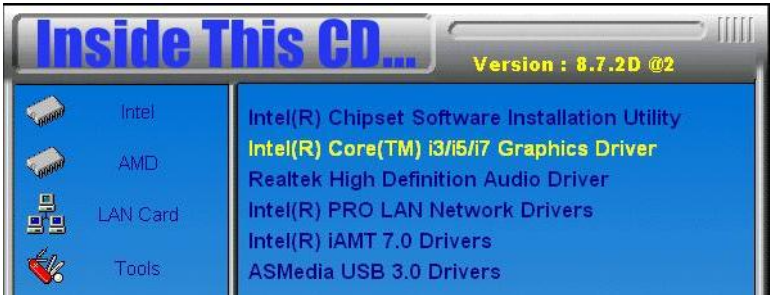 Inside This CD...
Version : 8.7.2D @2
Intel
AMD
LAN Card
Tools
Intel(R) Chipset Software Installation Utility
Intel(R) Core(TM) i3/i5/i7 Graphics Driver
Realtek High Definition Audio Driver
Intel(R) PRO LAN Network Drivers
Intel(R) iAMT 7.0 Drivers
ASMedia USB 3.0 Drivers